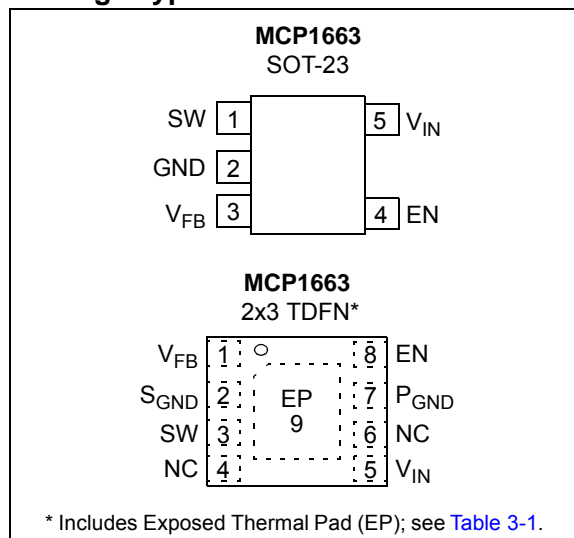 MCP1663
SOT-23
SW 1 5 VIN
GND 2
VFB 3 4 EN
MCP1663
2x3 TDFN*
VFB 1 8 EN
SGND 2 EP 7 PGND
SW 3 9 6 NC
NC 4 5 VIN
* Includes Exposed Thermal Pad (EP); see Table 3-1.